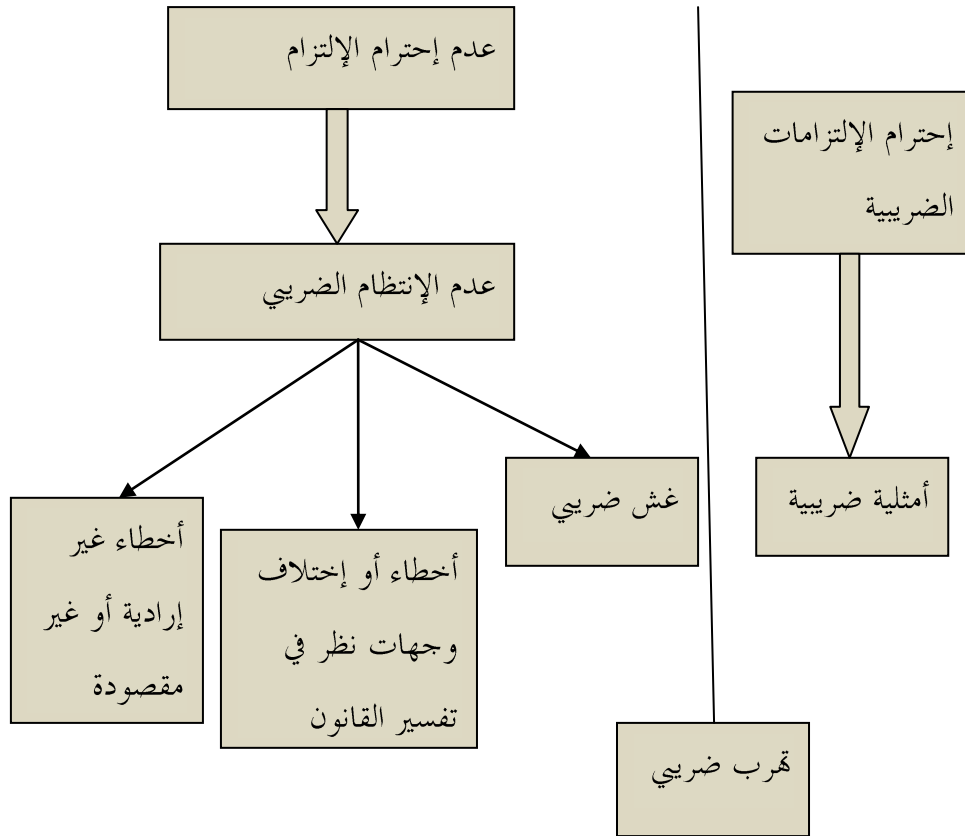 عدم إحترام الإلتزام
إحترام الإلتزامات
الضريبية
عدم الإنتظام الضريبي
أمثلية ضريبية
غش ضريبي
أخطاء أو إختلاف
وجهات نظر في
تفسير القانون
أخطاء غير
إرادية أو غير
مقصودة
تهرب ضريبي